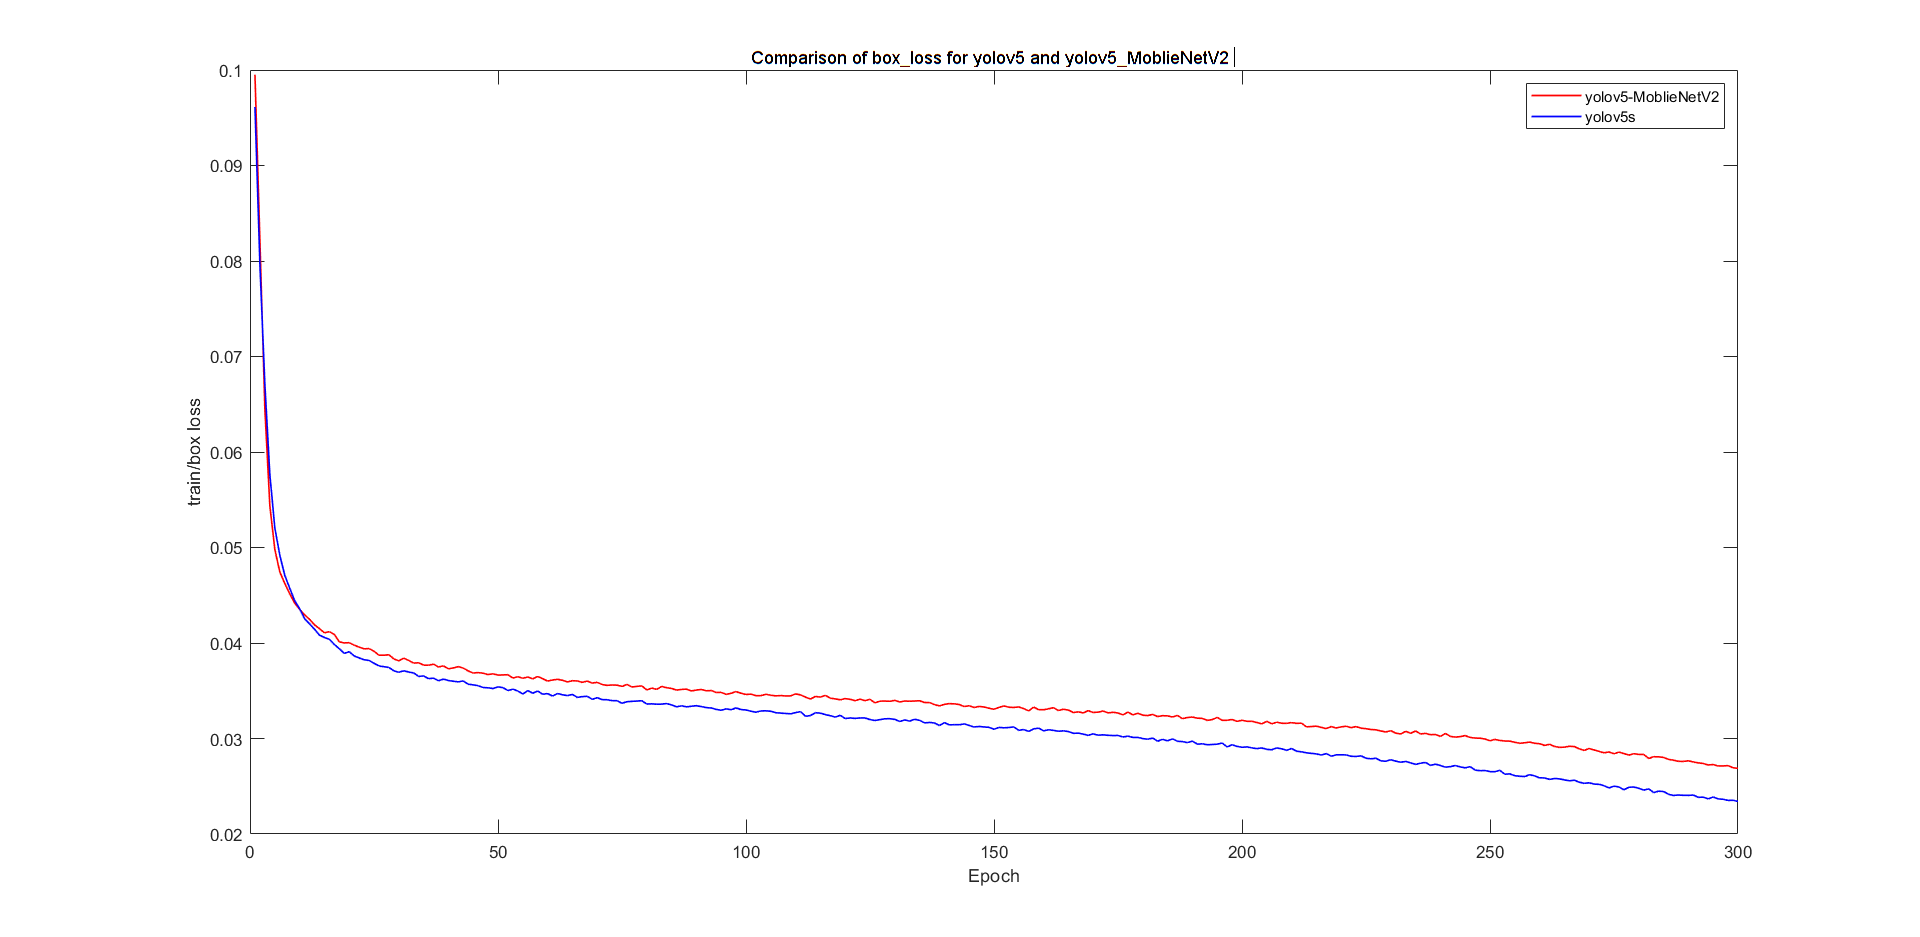 Comparison of box_loss for yolov5 and yolov5_MoblieNetV2
yolov5-MoblieNetV2
yolov5s
train/box loss
0.1
0.09
0.08
0.07
0.06
0.05
0.04
0.03
0.02
0 50 100 150 200 250 300
Epoch